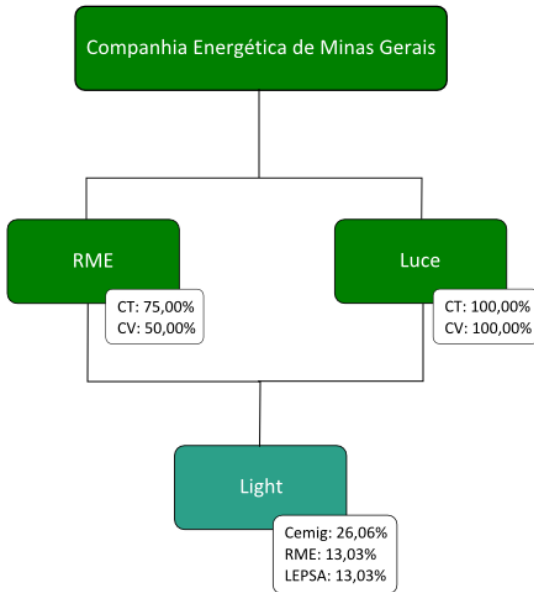 Companhia Energética de Minas Gerais
RME
CT: 75,00%
CV: 50,00%
Luce
CT: 100,00%
CV: 100,00%
Light
Cemig: 26,06%
RME: 13,03%
LEPSA: 13,03%